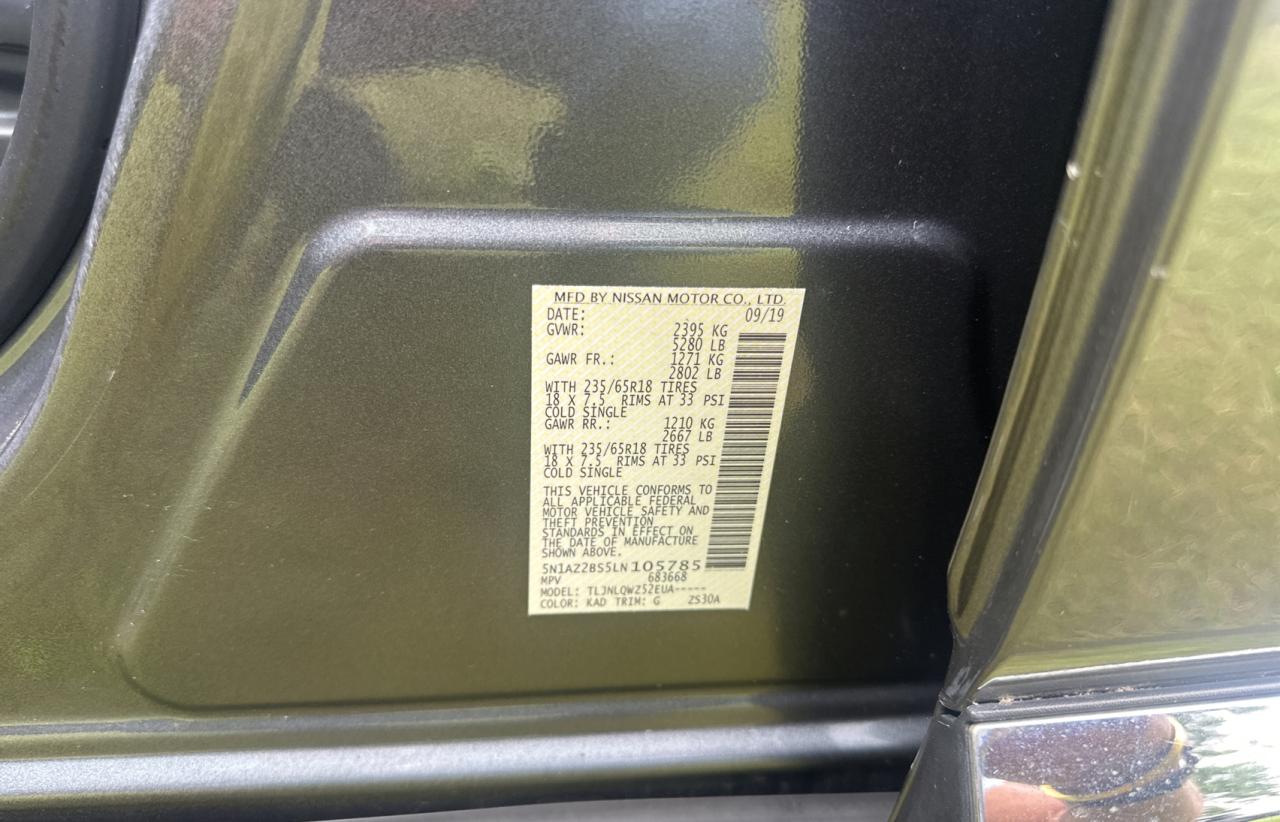 MFD BY NISSAN MOTOR CO., LTD.
DATE: 09/19
GVWR: 2395 KG
5280 LB
GAWR FR.: 1271 KG
2802 LB
WITH 235/65R18 TIRES
18 X 7.5 RIMS AT 33 PSI
COLD SINGLE
GAWR RR.: 1210 KG
2667 LB
WITH 235/65R18 TIRES
18 X 7.5 RIMS AT 33 PSI
COLD SINGLE
THIS VEHICLE CONFORMS TO
ALL APPLICABLE FEDERAL
MOTOR VEHICLE SAFETY AND
THEFT PREVENTION
STANDARDS IN EFFECT ON
THE DATE OF MANUFACTURE
SHOWN ABOVE.
5N1AZ2BS5LN105785
MPV 683668
MODEL: TLJNLQWZ52EUA-----
COLOR: KAD TRIM: G ZS30A